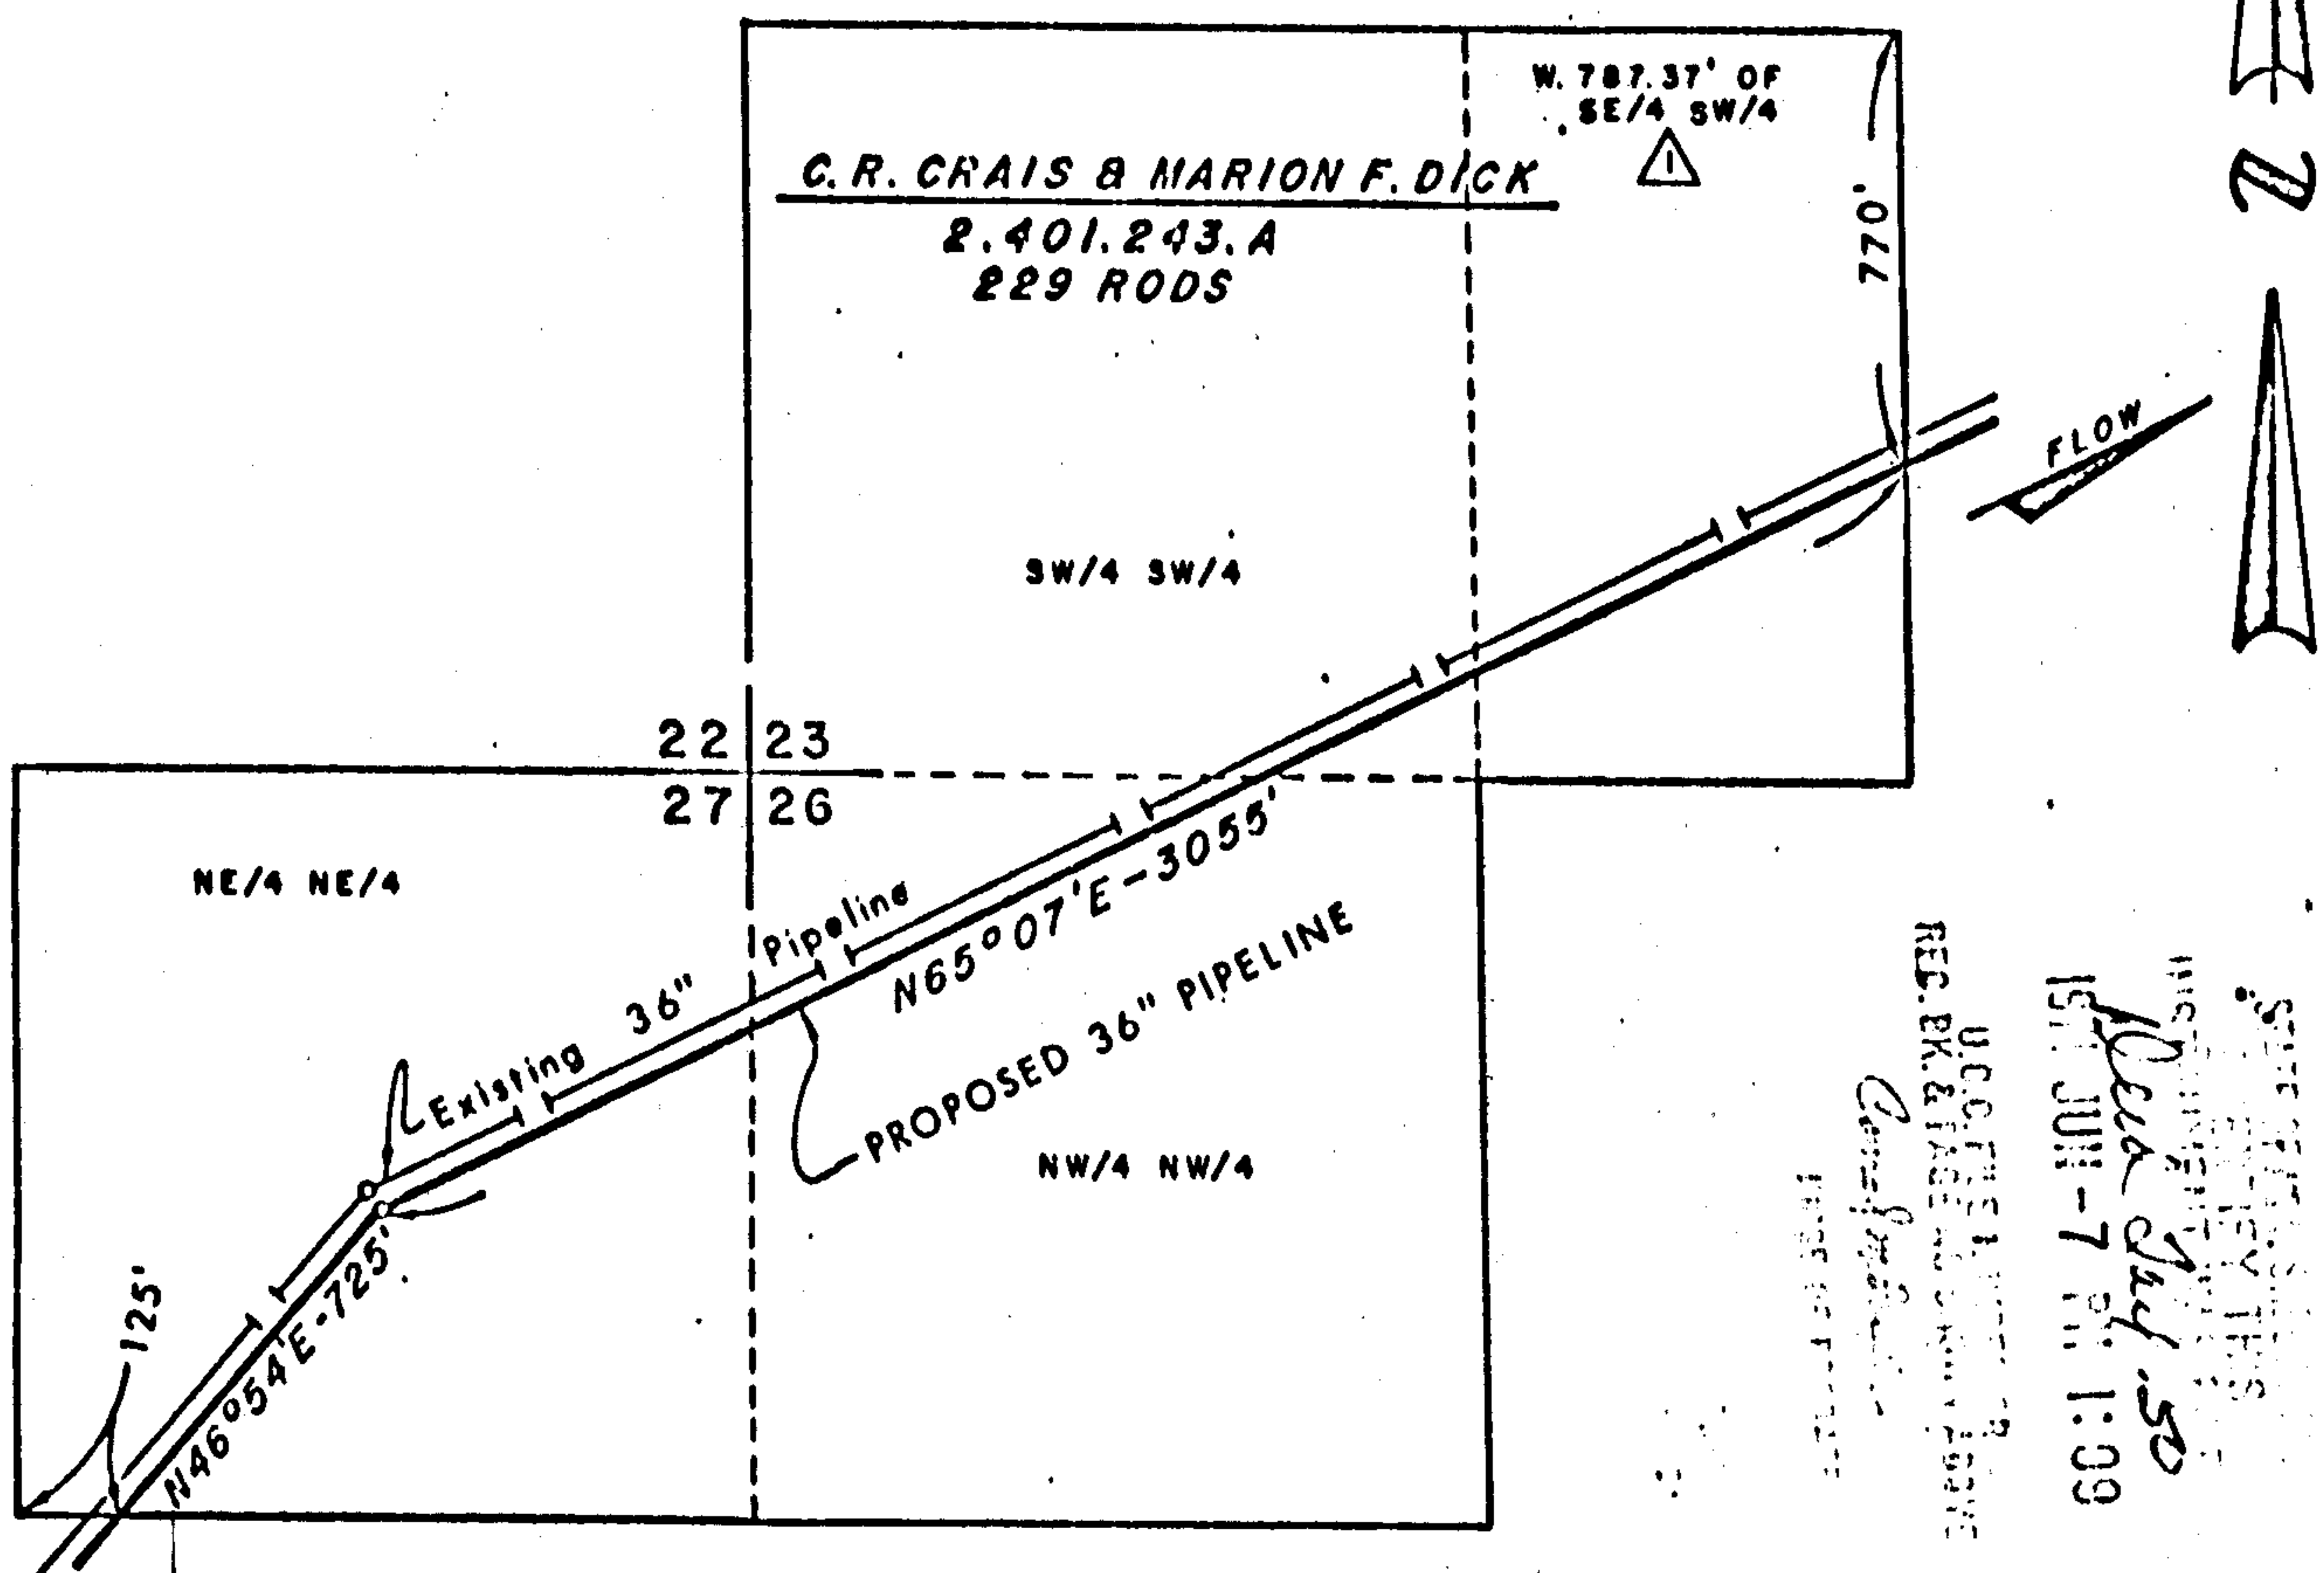 W. 787.37' OF
SE/4 SW/4
1
C. R. CRAIS & MARION F. DICK
2.401.243.A
229 RODS
770'
N
FLOW
SW/4 SW/4
22 23
27 26
NE/4 NE/4
Existing 36" Pipeline
N65°07'E-3055'
PROPOSED 36" PIPELINE
NW/4 NW/4
N46°54'E-725'
125'
REC. BK. & PAGE
U.C.C.
JUN -7 1:09